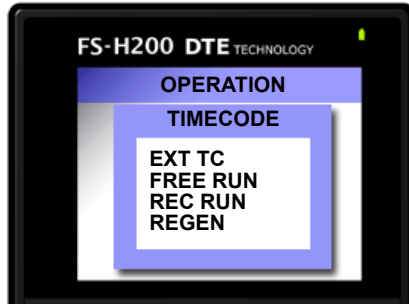 FS-H200 DTE TECHNOLOGY
OPERATION
TIMECODE
EXT TC
FREE RUN
REC RUN
REGEN